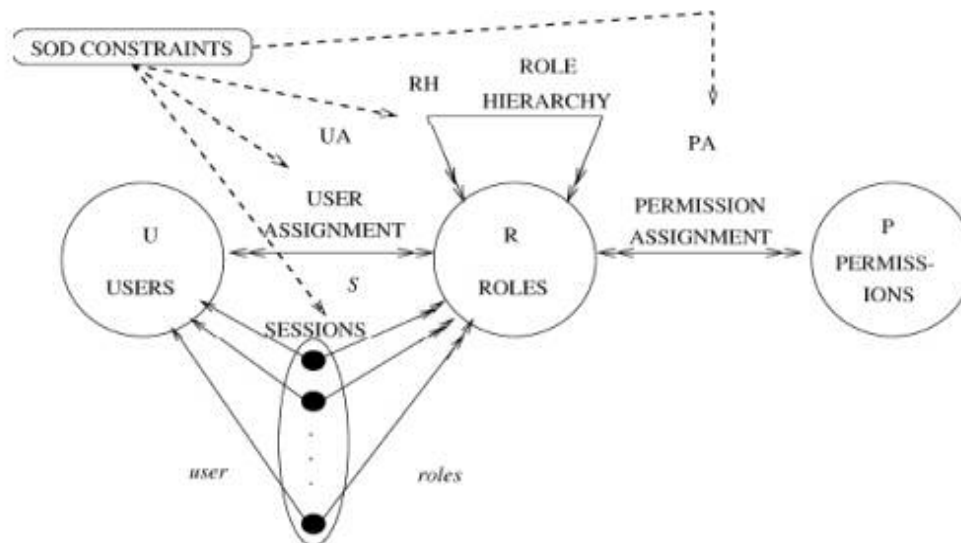 SOD CONSTRAINTS
RH
ROLE
HIERARCHY
UA
PA
USER
ASSIGNMENT
PERMISSION
ASSIGNMENT
U
USERS
R
ROLES
P
PERMISS-
IONS
S
SESSIONS
user
roles